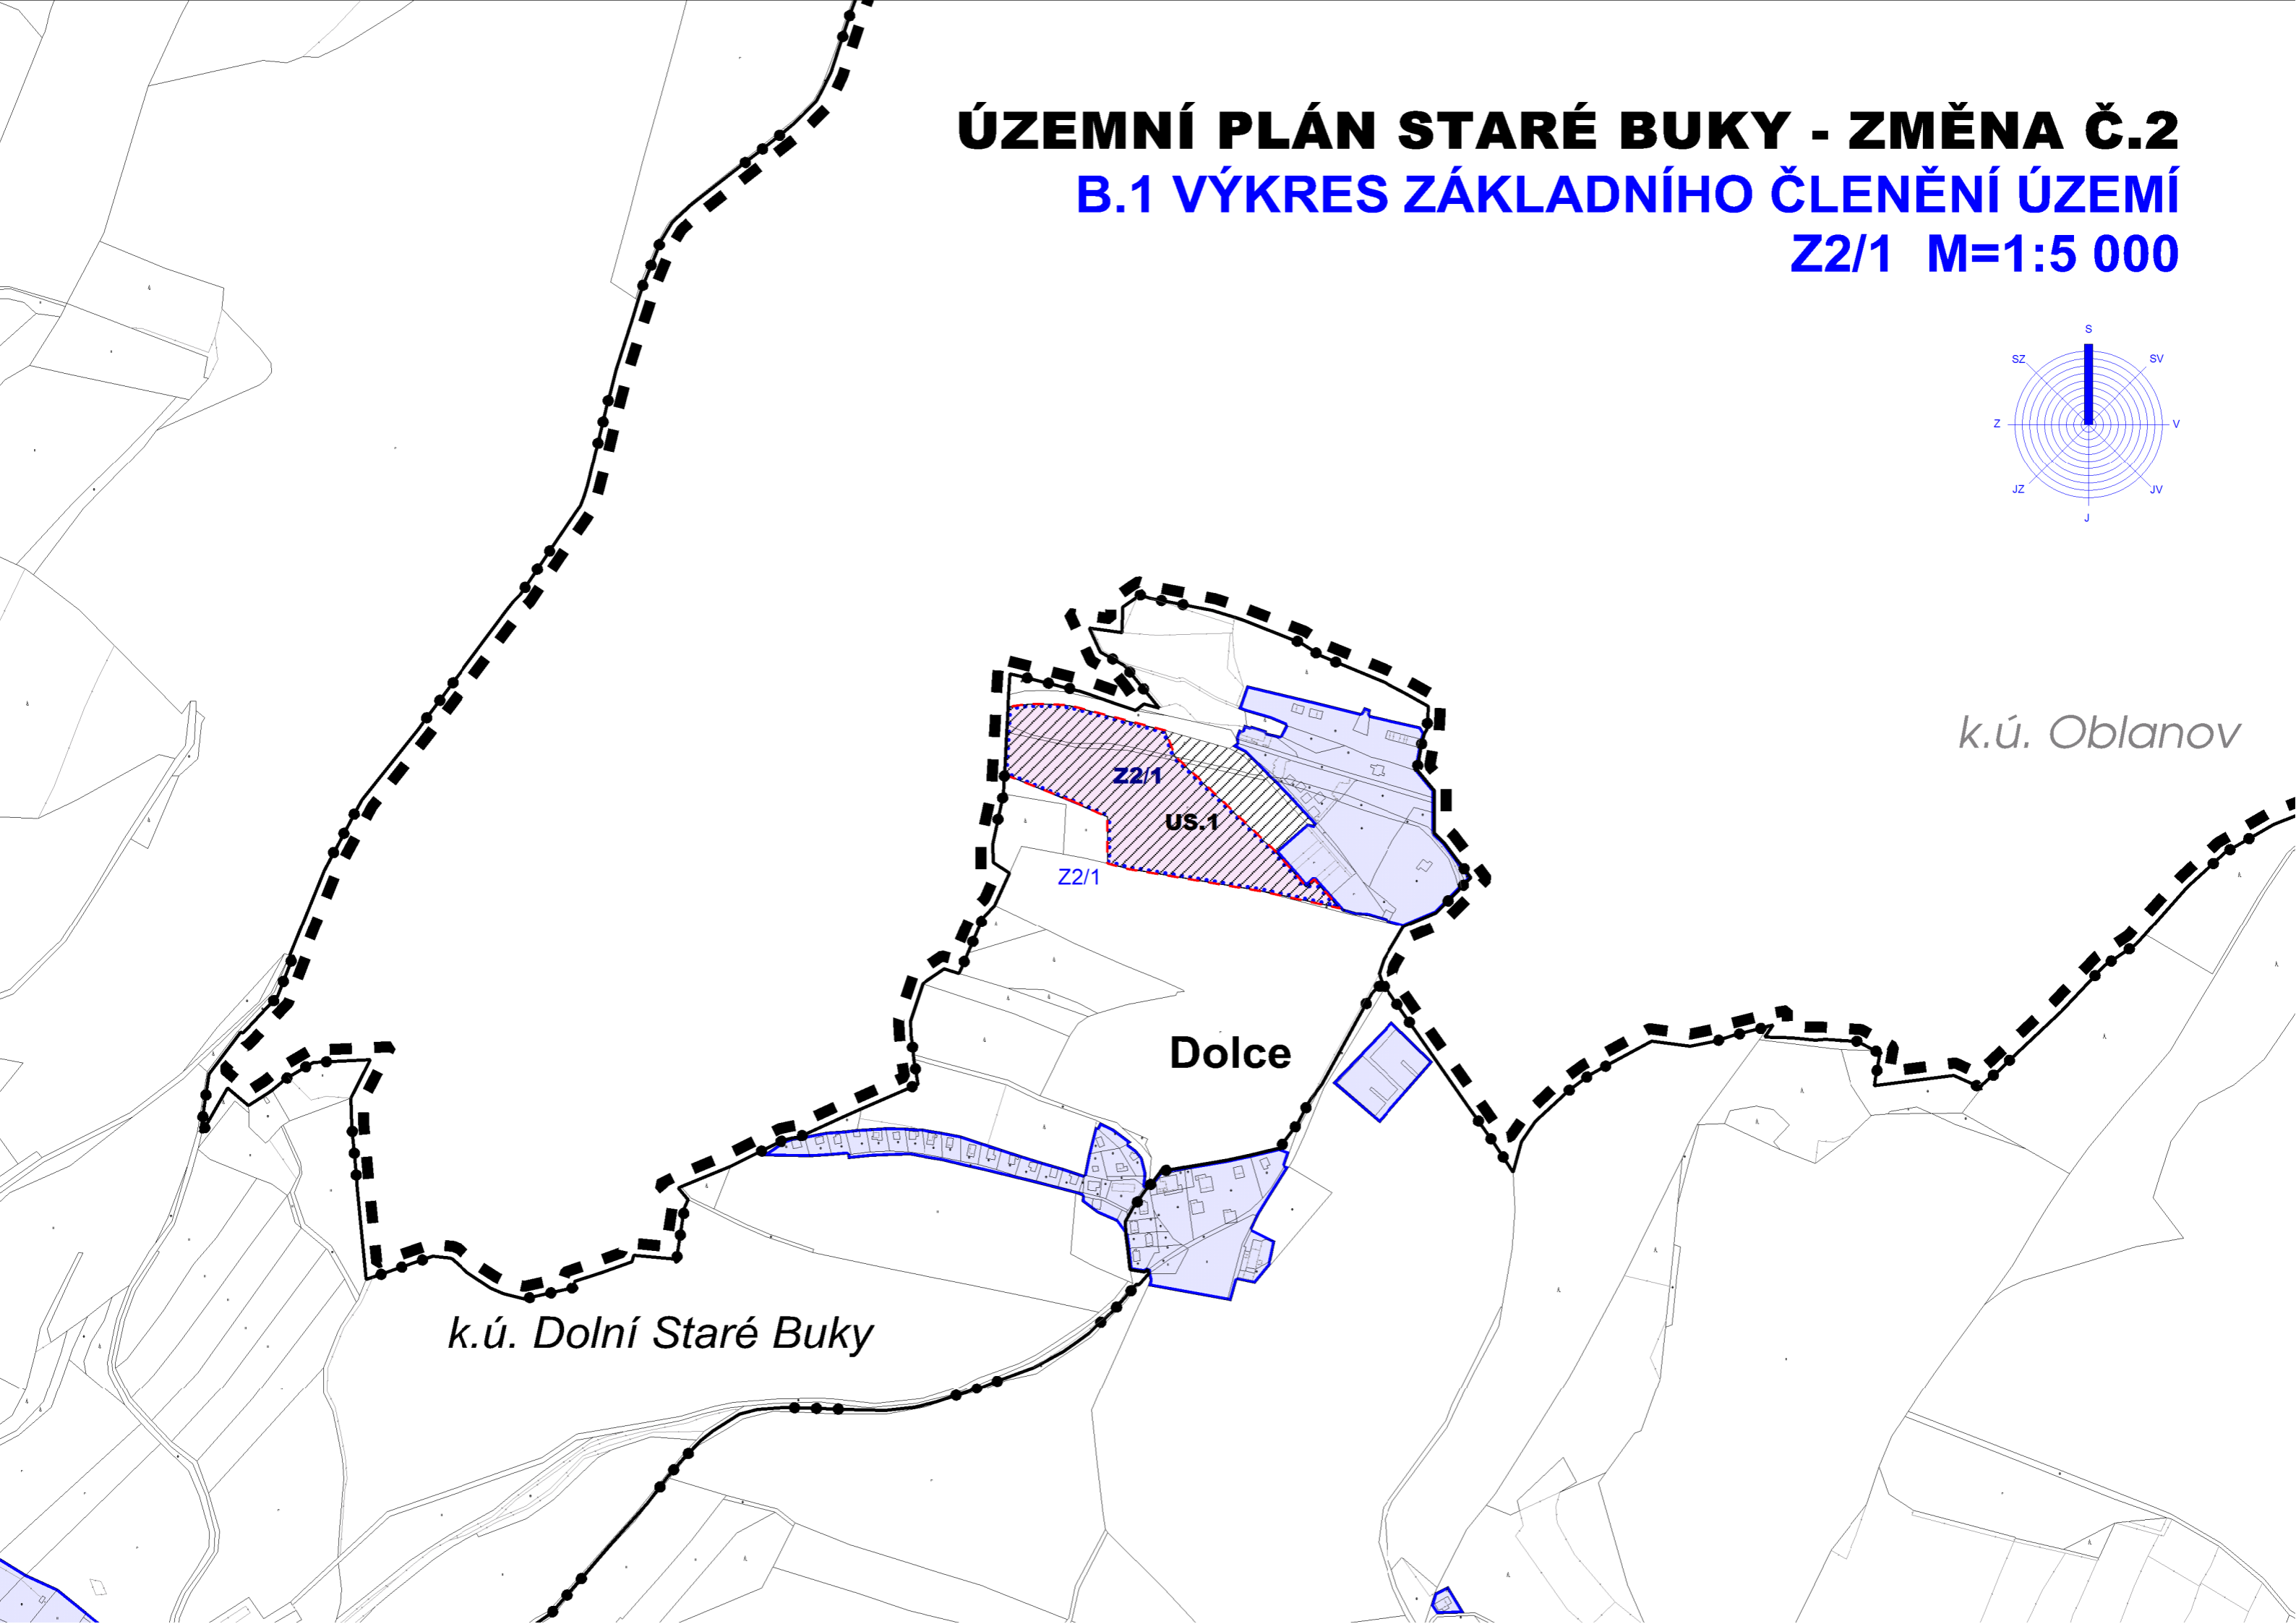 ÚZEMNÍ PLÁN STARÉ BUKY - ZMĚNA Č.2
B.1 VÝKRES ZÁKLADNÍHO ČLENĚNÍ ÚZEMÍ
Z2/1 M=1:5 000
S
SZ
SV
Z
V
JZ
JV
J
k.ú. Oblanov
Z2/1
US.1
Z2/1
Dolce
k.ú. Dolní Staré Buky